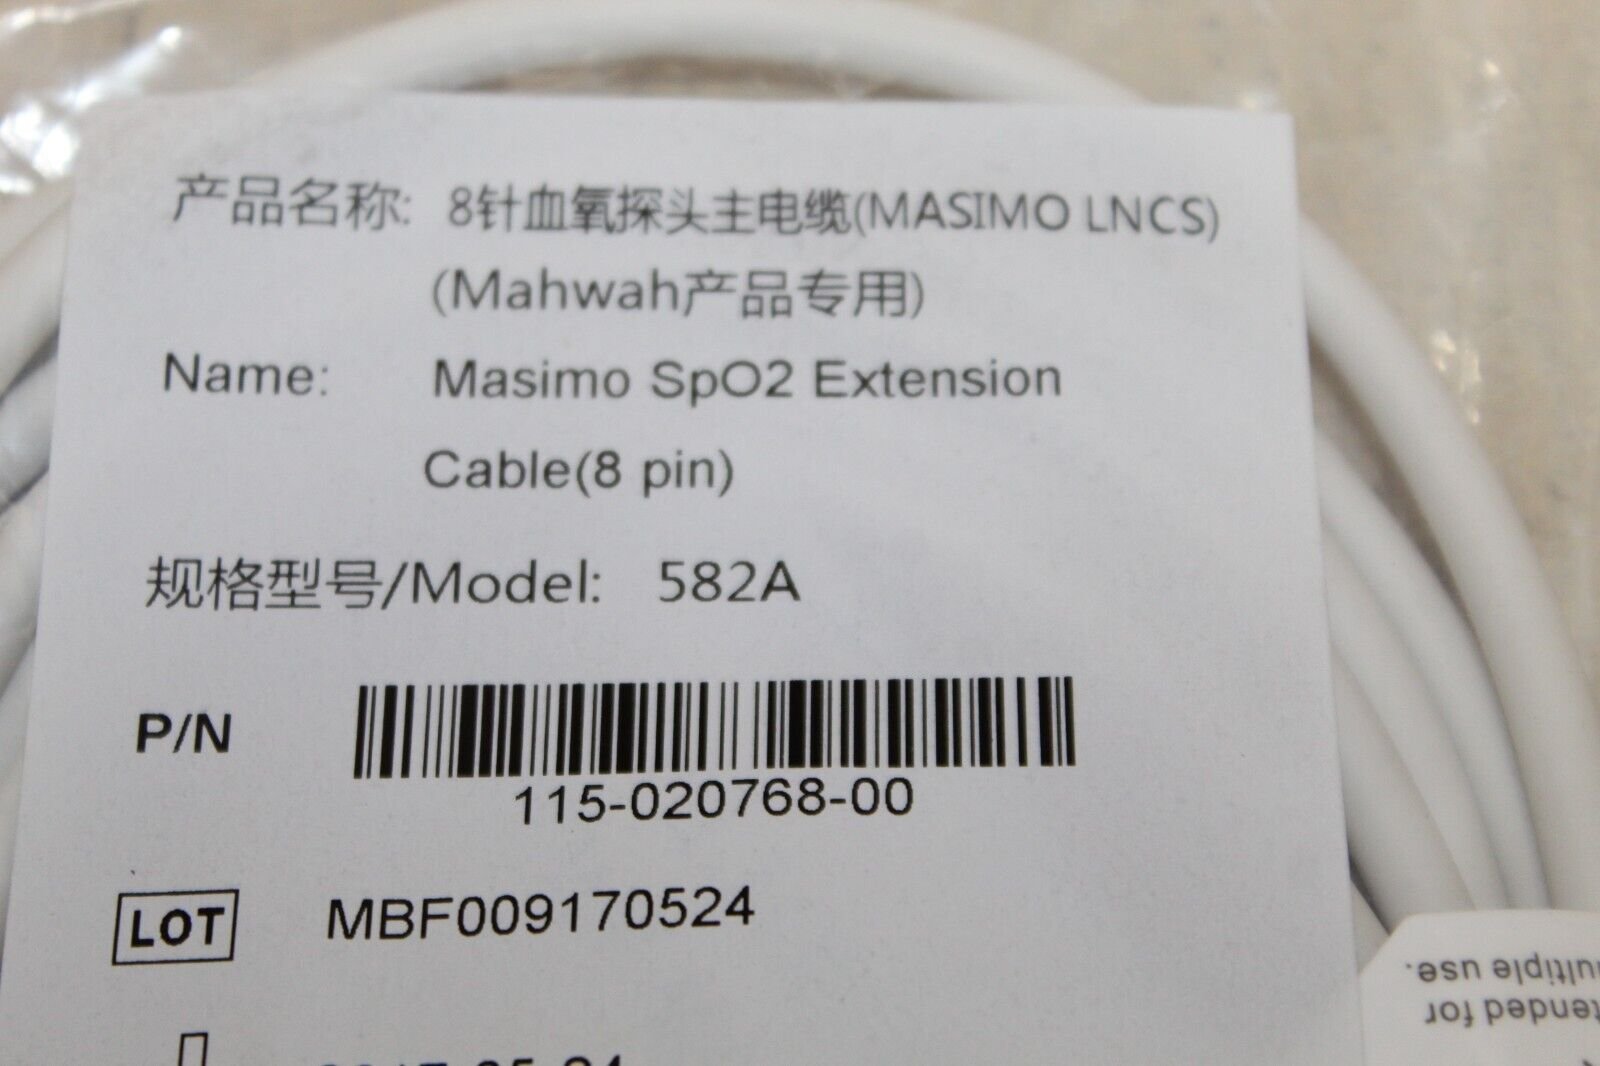 产品名称: 8针血氧探头主电缆(MASIMO LNCS)
(Mahwah产品专用)
Name: Masimo SpO2 Extension
Cable(8 pin)
规格型号/Model: 582A
P/N
115-020768-00
LOT MBF009170524
for
use.